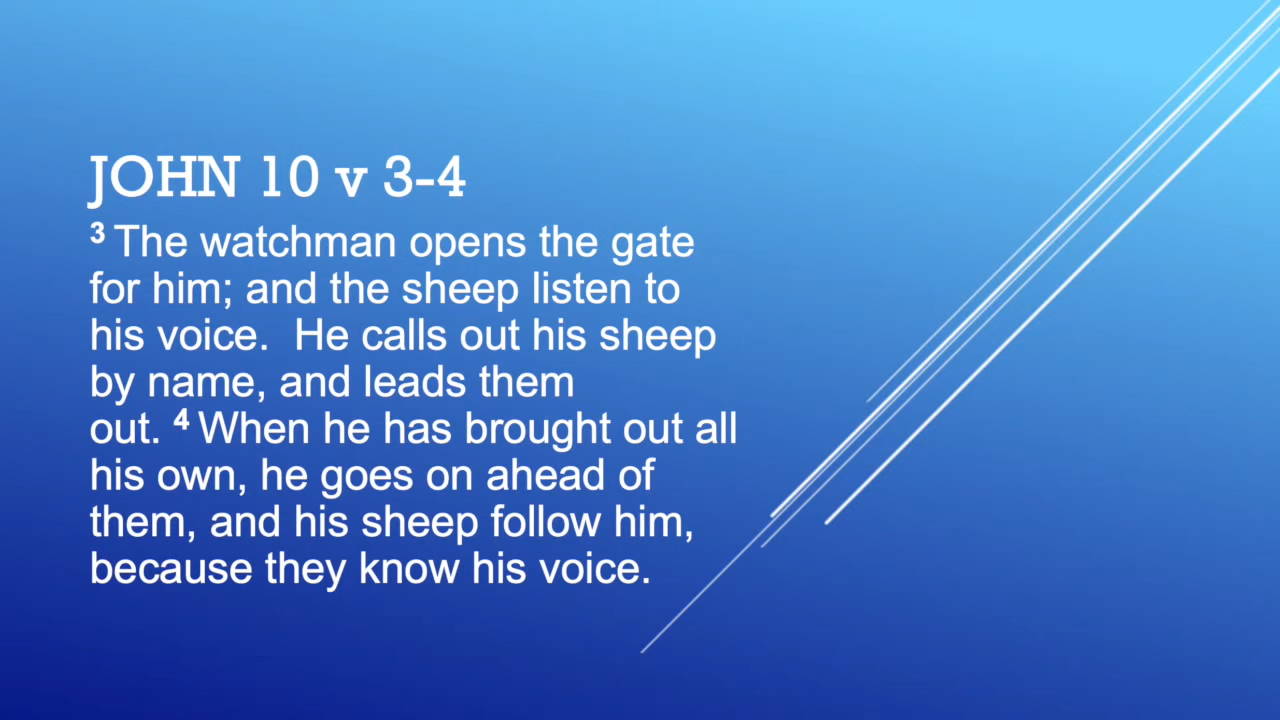 JOHN 10 v 3-4
3 The watchman opens the gate
for him; and the sheep listen to
his voice.  He calls out his sheep
by name, and leads them
out. 4 When he has brought out all
his own, he goes on ahead of
them, and his sheep follow him,
because they know his voice.